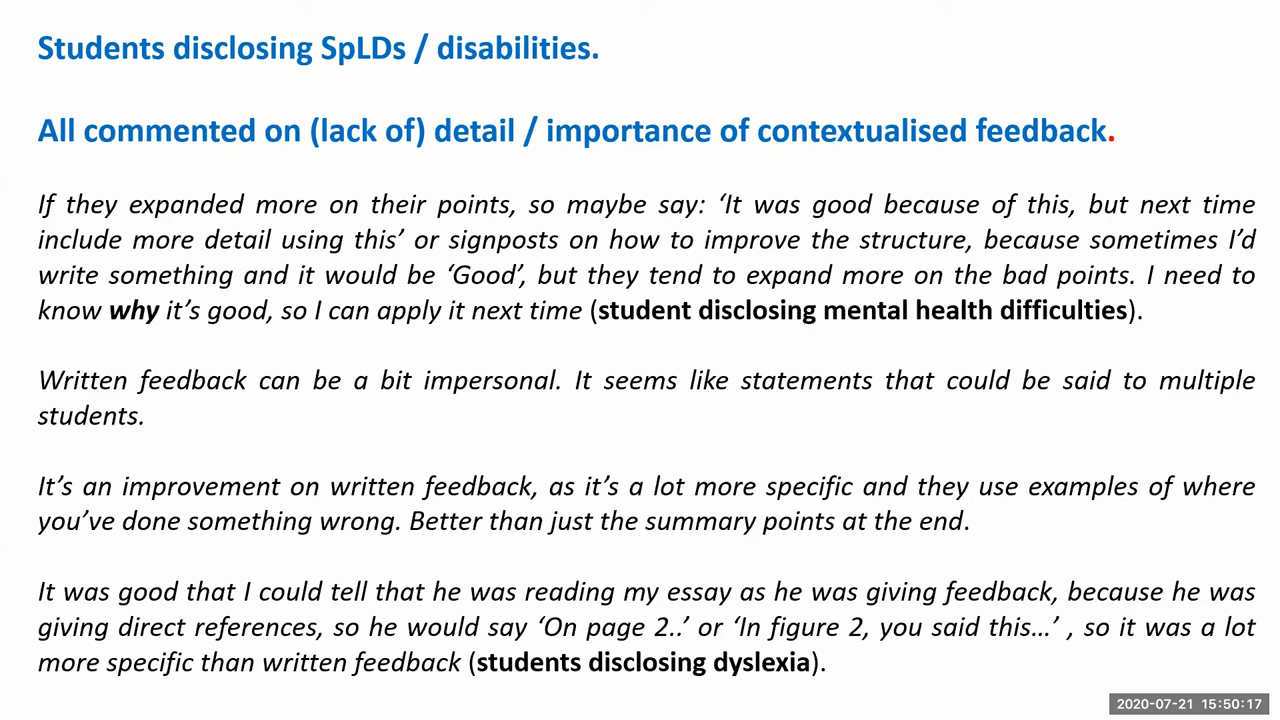 Students disclosing SpLDs / disabilities.
All commented on (lack of) detail / importance of contextualised feedback.
If they expanded more on their points, so maybe say: ‘It was good because of this, but next time
include more detail using this’ or signposts on how to improve the structure, because sometimes I’d
write something and it would be ‘Good’, but they tend to expand more on the bad points. I need to
know why it’s good, so I can apply it next time (student disclosing mental health difficulties).
Written feedback can be a bit impersonal. It seems like statements that could be said to multiple
students.
It’s an improvement on written feedback, as it’s a lot more specific and they use examples of where
you’ve done something wrong. Better than just the summary points at the end.
It was good that I could tell that he was reading my essay as he was giving feedback, because he was
giving direct references, so he would say ‘On page 2..’ or ‘In figure 2, you said this…’ , so it was a lot
more specific than written feedback (students disclosing dyslexia).
2020-07-21 15:50:17